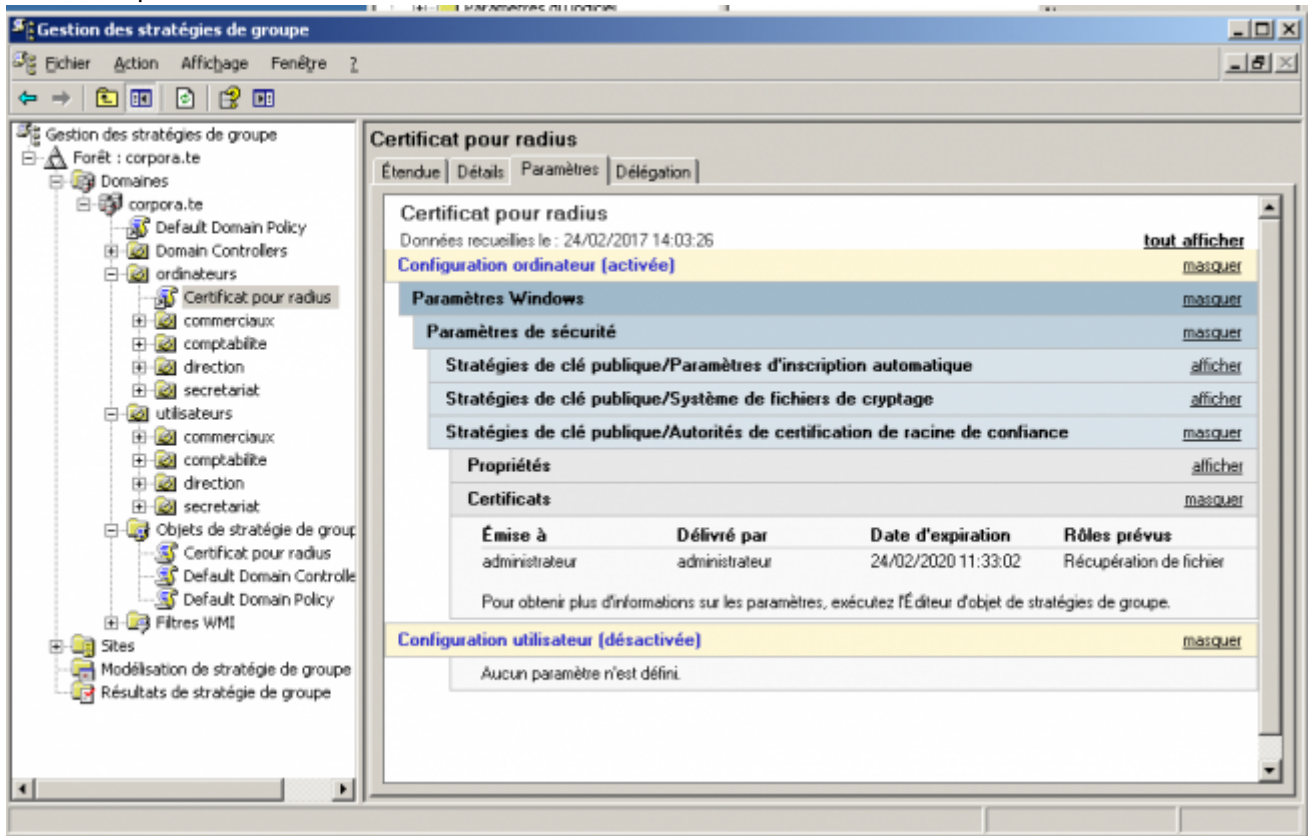 Paramètres du logiciel
Gestion des stratégies de groupe
Fichier Action Affichage Fenêtre ?
Gestion des stratégies de groupe
Forêt : corpora.te
Domaines
corpora.te
Default Domain Policy
Domain Controllers
ordinateurs
Certificat pour radius
commerciaux
comptabilite
direction
secretariat
utilisateurs
commerciaux
comptabilite
direction
secretariat
Objets de stratégie de group
Certificat pour radius
Default Domain Controlle
Default Domain Policy
Filtres WMI
Sites
Modélisation de stratégie de groupe
Résultats de stratégie de groupe
Certificat pour radius
Étendue Détails Paramètres Délégation
Certificat pour radius
Données recueillies le : 24/02/2017 14:03:26 tout afficher
Configuration ordinateur (activée) masquer
Paramètres Windows masquer
Paramètres de sécurité masquer
Stratégies de clé publique/Paramètres d'inscription automatique afficher
Stratégies de clé publique/Système de fichiers de cryptage afficher
Stratégies de clé publique/Autorités de certification de racine de confiance masquer
Propriétés afficher
Certificats masquer
Émise à Délivré par Date d'expiration Rôles prévus
administrateur administrateur 24/02/2020 11:33:02 Récupération de fichier
Pour obtenir plus d'informations sur les paramètres, exécutez l'Éditeur d'objet de stratégies de groupe.
Configuration utilisateur (désactivée) masquer
Aucun paramètre n'est défini.